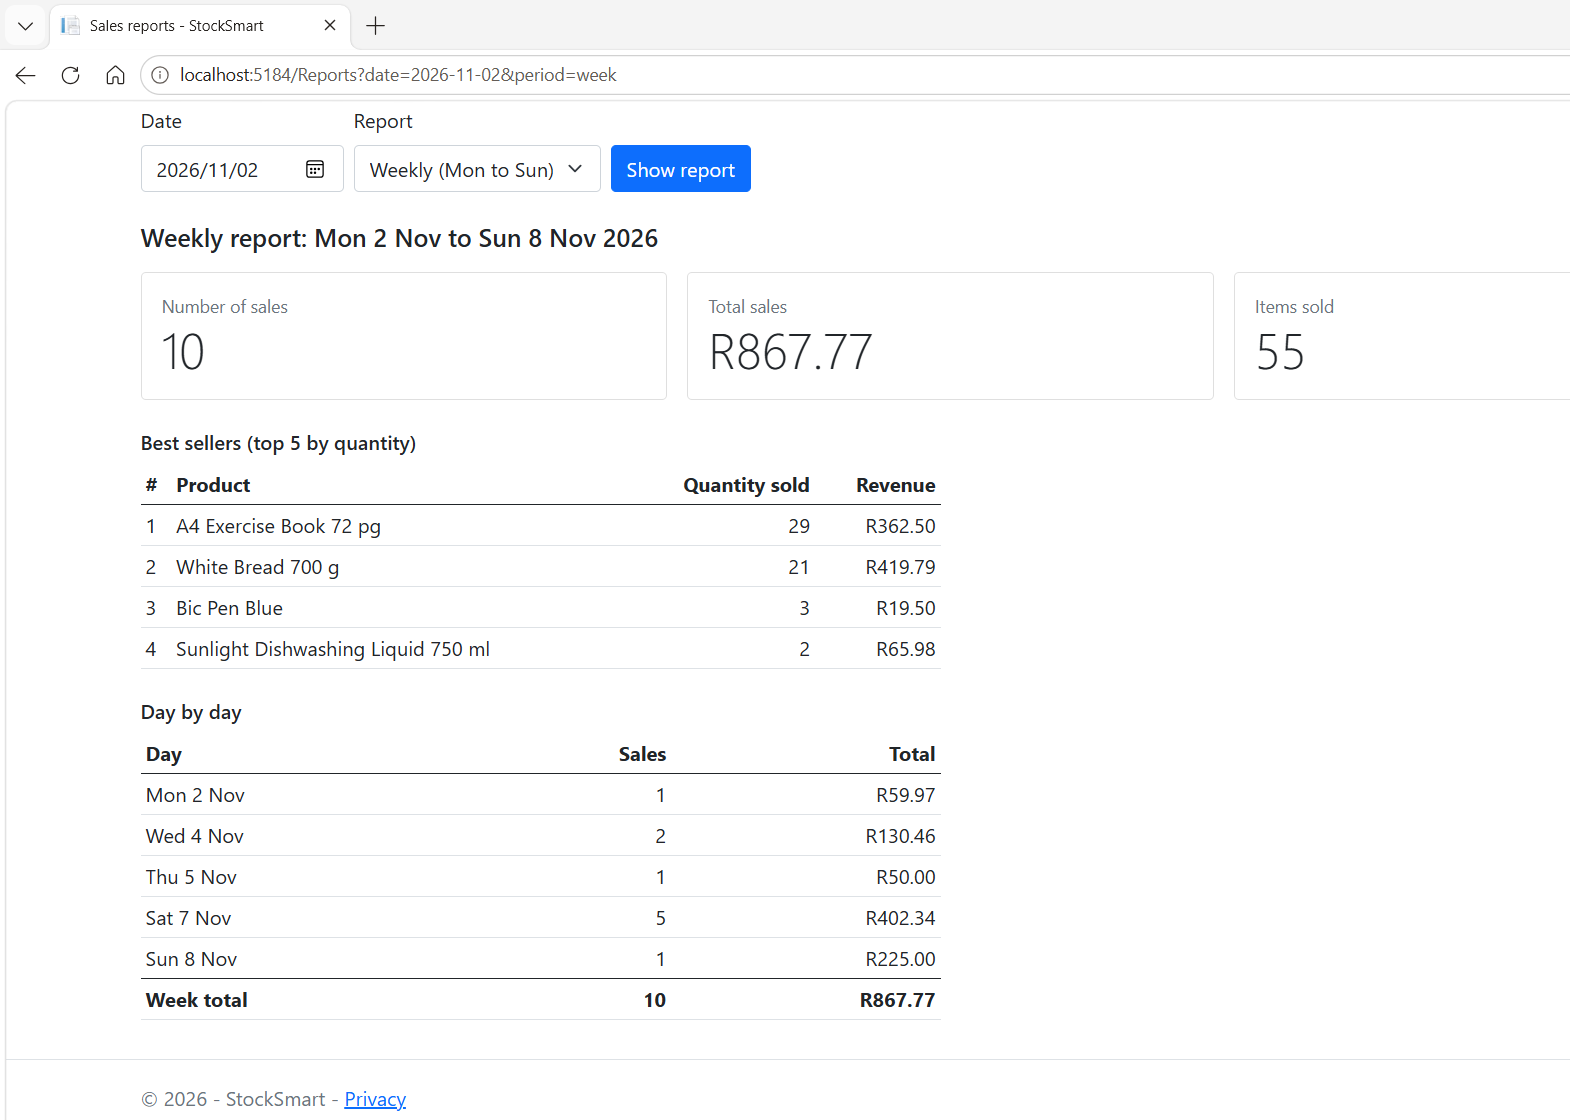 Sales reports - StockSmart
localhost:5184/Reports?date=2026-11-02&period=week
Date Report
2026/11/02 Weekly (Mon to Sun) Show report
Weekly report: Mon 2 Nov to Sun 8 Nov 2026
Number of sales Total sales Items sold
10 R867.77 55
Best sellers (top 5 by quantity)
# Product Quantity sold Revenue
1 A4 Exercise Book 72 pg 29 R362.50
2 White Bread 700 g 21 R419.79
3 Bic Pen Blue 3 R19.50
4 Sunlight Dishwashing Liquid 750 ml 2 R65.98
Day by day
Day Sales Total
Mon 2 Nov 1 R59.97
Wed 4 Nov 2 R130.46
Thu 5 Nov 1 R50.00
Sat 7 Nov 5 R402.34
Sun 8 Nov 1 R225.00
Week total 10 R867.77
© 2026 - StockSmart - Privacy